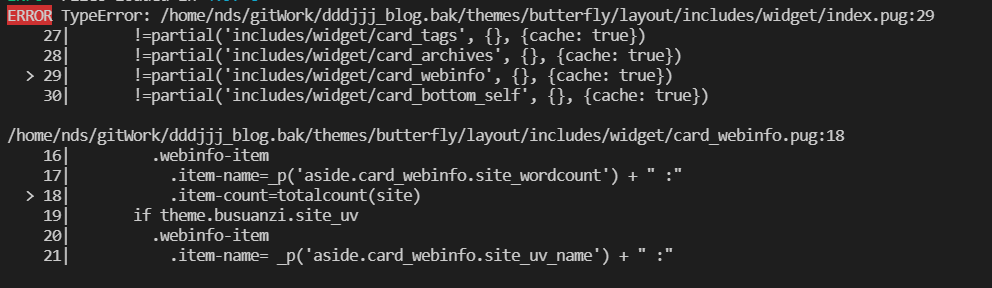 ERROR TypeError: /home/nds/gitWork/dddjjj_blog.bak/themes/butterfly/layout/includes/widget/index.pug:29
27| !=partial('includes/widget/card_tags', {}, {cache: true})
28| !=partial('includes/widget/card_archives', {}, {cache: true})
> 29| !=partial('includes/widget/card_webinfo', {}, {cache: true})
30| !=partial('includes/widget/card_bottom_self', {}, {cache: true})
/home/nds/gitWork/dddjjj_blog.bak/themes/butterfly/layout/includes/widget/card_webinfo.pug:18
16| .webinfo-item
17| .item-name=_p('aside.card_webinfo.site_wordcount') + " :"
> 18| .item-count=totalcount(site)
19| if theme.busuanzi.site_uv
20| .webinfo-item
21| .item-name= _p('aside.card_webinfo.site_uv_name') + " :"